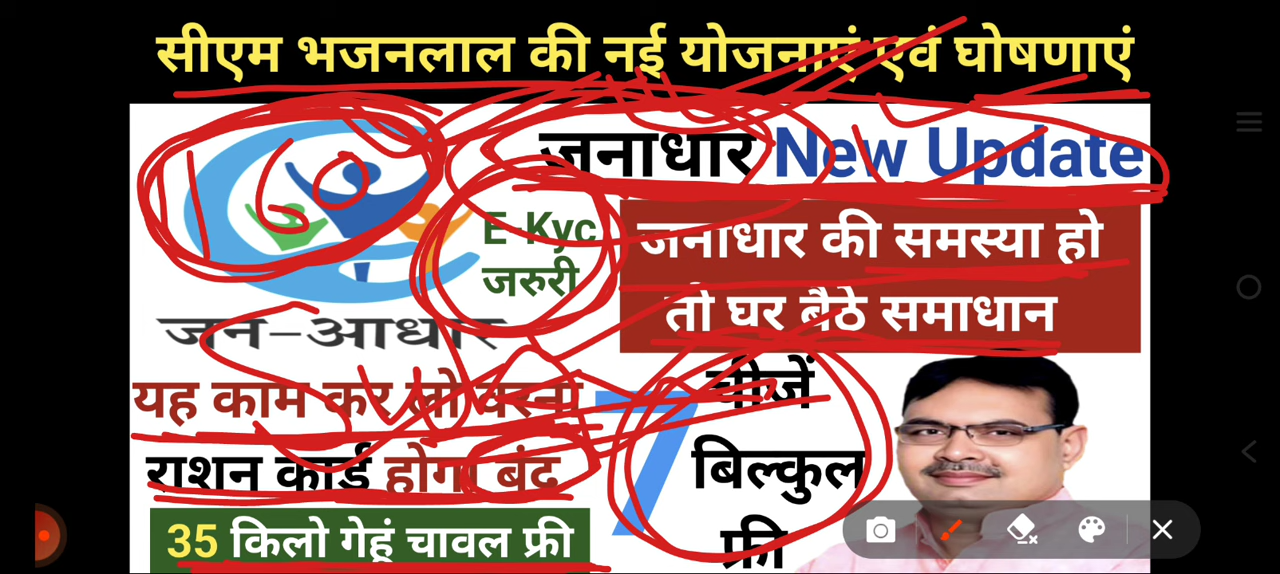 सीएम भजनलाल की नई योजनाएं एवं घोषणाएं
160
जनाधार New Update
E-Kyc
जरुरी
जनाधार की समस्या हो
तो घर बैठे समाधान
जन-आधार
यह काम कर लो वरना
राशन कार्ड होगा बंद
35 किलो गेहूं चावल फ्री
7 चीजें
बिल्कुल
फ्री